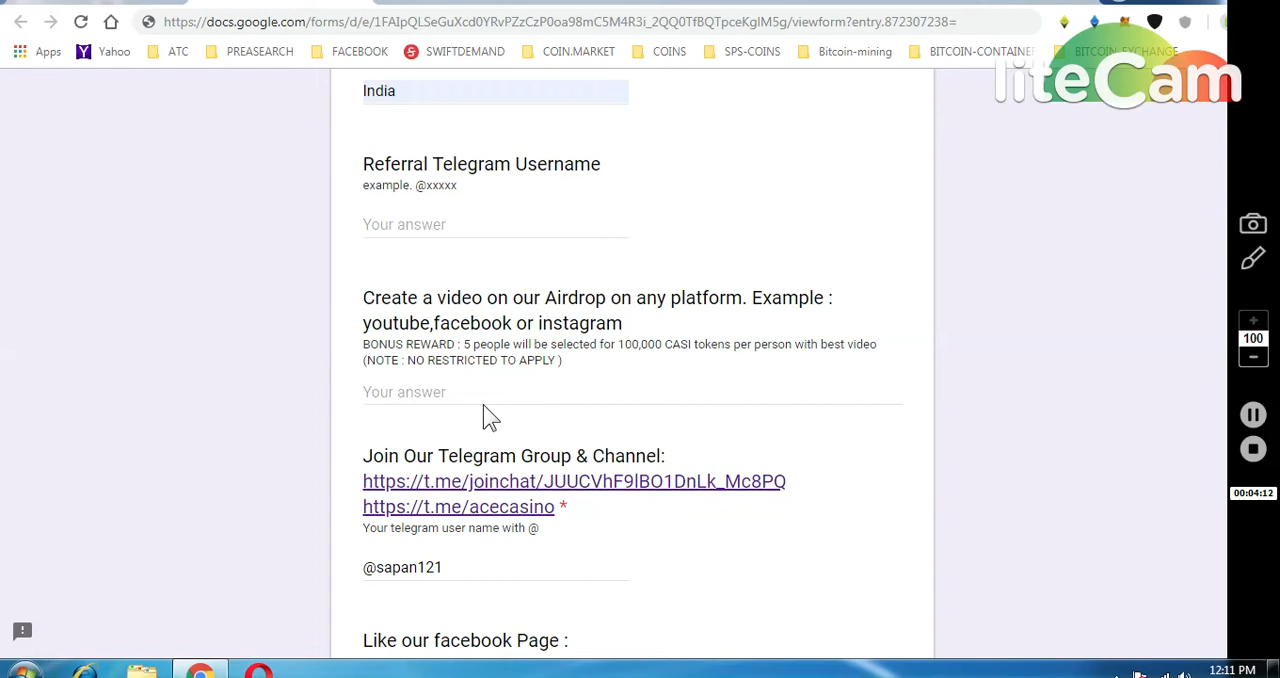 https://docs.google.com/forms/d/e/1FAIpQLSeGuXcd0YRvPZzCzP0oa98mC5M4R3i_2QQ0TfBQTpceKgIM5g/viewform?entry.872307238=
Apps Yahoo ATC PREASEARCH FACEBOOK SWIFTDEMAND COIN.MARKET COINS SPS-COINS Bitcoin-mining BITCOIN-CONTAINE BITCOIN-EXCHANGE
liteCam
India
Referral Telegram Username
example. @xxxxx
Your answer
Create a video on our Airdrop on any platform. Example :
youtube,facebook or instagram
BONUS REWARD : 5 people will be selected for 100,000 CASI tokens per person with best video
(NOTE : NO RESTRICTED TO APPLY )
100
Your answer
Join Our Telegram Group & Channel:
https://t.me/joinchat/JUUCVhF9lBO1DnLk_Mc8PQ
00:04:12
https://t.me/acecasino *
Your telegram user name with @
@sapan121
Like our facebook Page :
12:11 PM